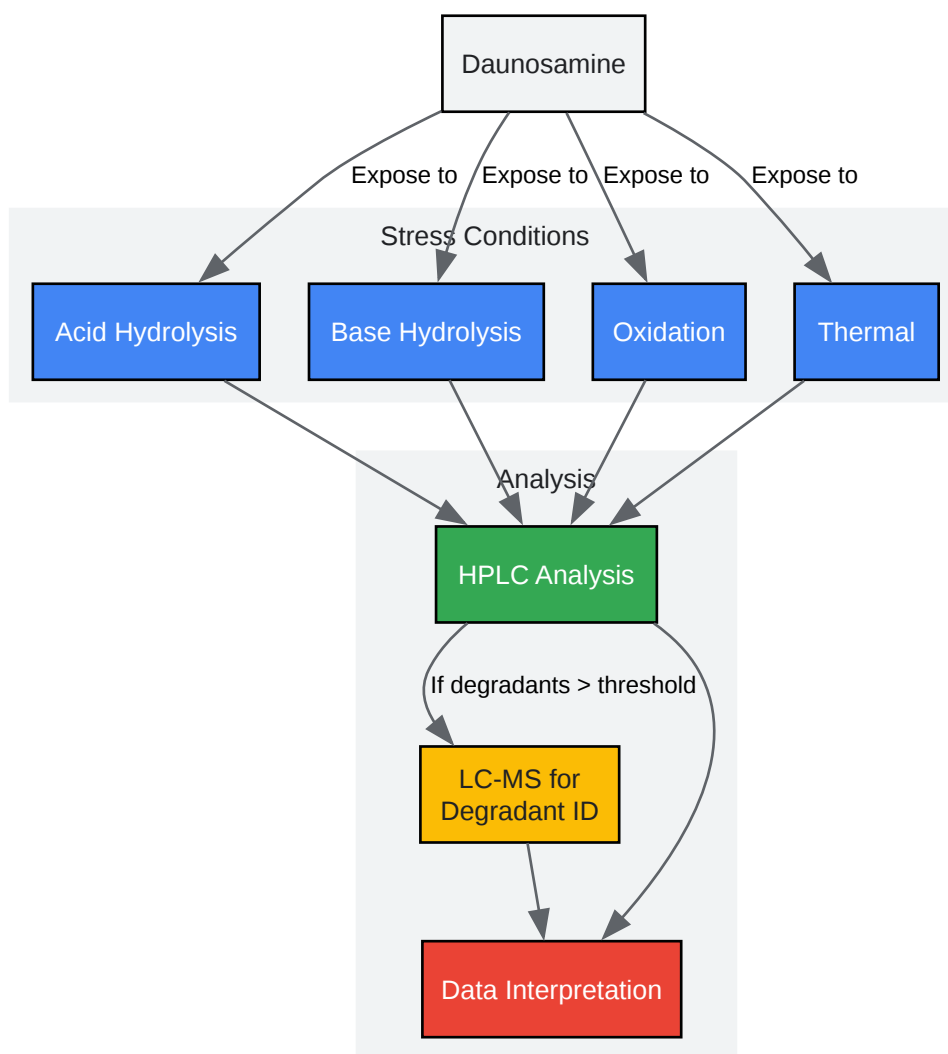 Daunosamine
Expose to
Expose to
Expose to
Expose to
Stress Conditions
Acid Hydrolysis
Base Hydrolysis
Oxidation
Thermal
Analysis
HPLC Analysis
If degradants > threshold
LC-MS for
Degradant ID
Data Interpretation